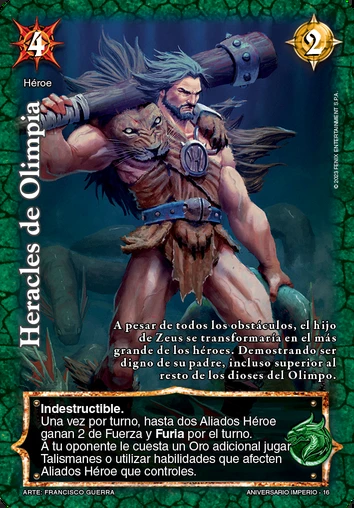 4
2
Héroe
Heracles de Olimpia
© 2023 FENIX ENTERTAINMENT S.P.A.
A pesar de todos los obstáculos, el hijo
de Zeus se transformaría en el más
grande de los héroes. Demostrando ser
digno de su padre, incluso superior al
resto de los dioses del Olimpo.
Indestructible.
Una vez por turno, hasta dos Aliados Héroe
ganan 2 de Fuerza y Furia por el turno.
A tu oponente le cuesta un Oro adicional jugar
Talismanes o utilizar habilidades que afecten
Aliados Héroe que controles.
ARTE: FRANCISCO GUERRA
ANIVERSARIO IMPERIO - 16